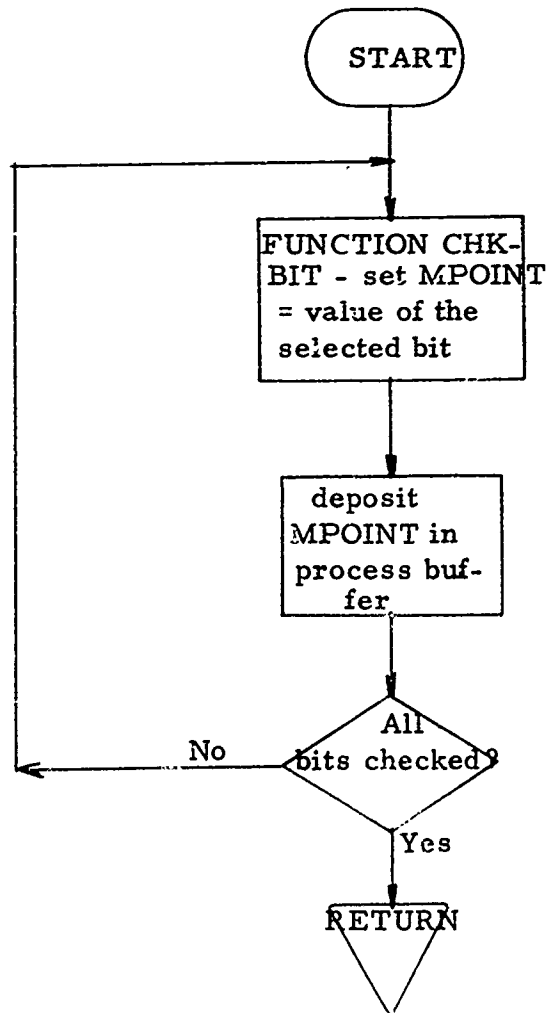 START
FUNCTION CHK-
BIT - set MPOINT
= value of the
selected bit
deposit
MPOINT in
process buf-
fer
All
bits checked?
No
Yes
RETURN